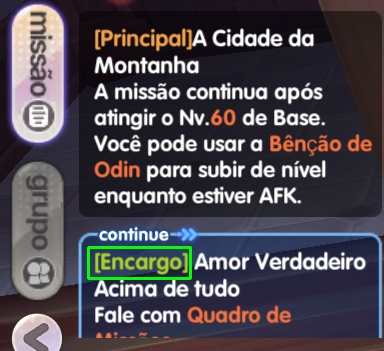 missão
grupo
[Principal]A Cidade da
Montanha
A missão continua após
atingir o Nv.60 de Base.
Você pode usar a Bênção de
Odin para subir de nível
enquanto estiver AFK.
continue
[Encargo] Amor Verdadeiro
Acima de tudo
Fale com Quadro de
Missões